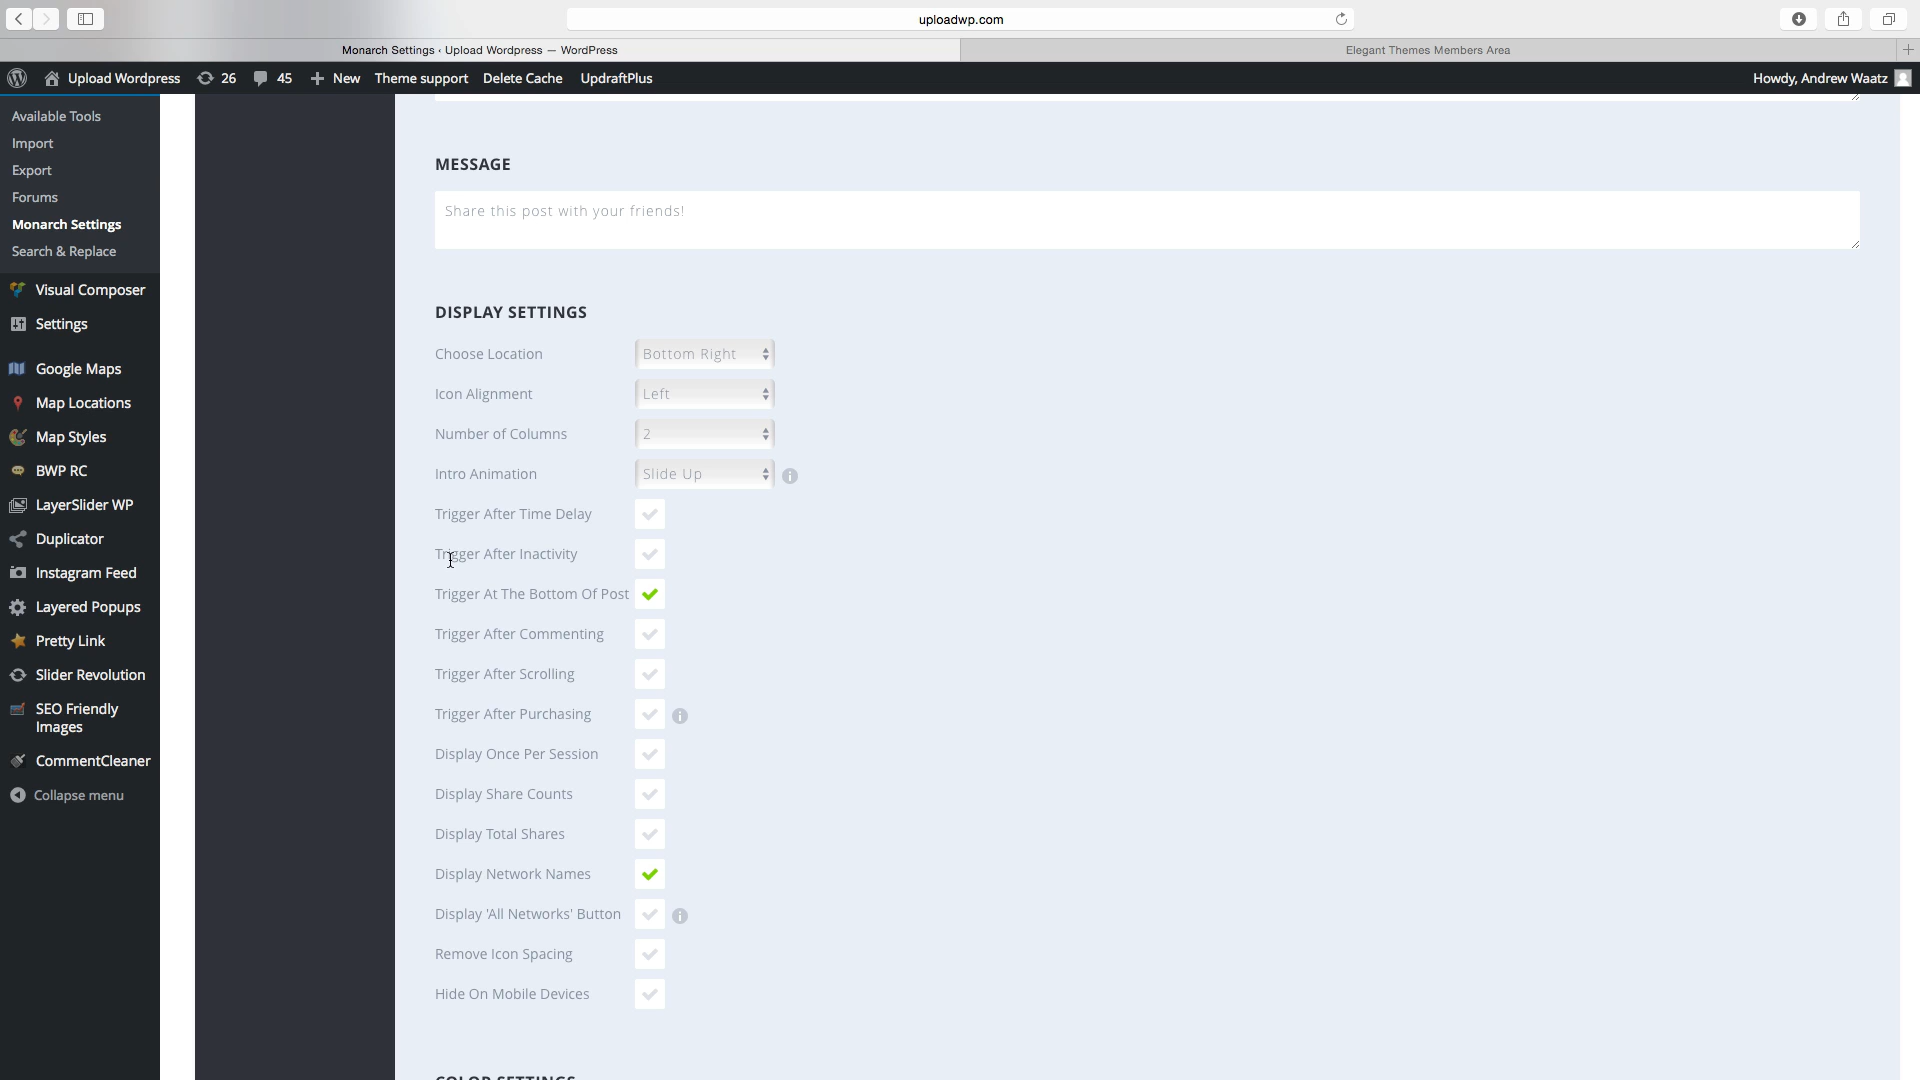 uploadwp.com
Monarch Settings ‹ Upload Wordpress — WordPress
Elegant Themes Members Area
Upload Wordpress 26 45 New Theme support Delete Cache UpdraftPlus Howdy, Andrew Waatz
Available Tools
Import
Export
Forums
Monarch Settings
Search & Replace
Visual Composer
Settings
Google Maps
Map Locations
Map Styles
BWP RC
LayerSlider WP
Duplicator
Instagram Feed
Layered Popups
Pretty Link
Slider Revolution
SEO Friendly
Images
CommentCleaner
Collapse menu
MESSAGE
Share this post with your friends!
DISPLAY SETTINGS
Choose Location Bottom Right
Icon Alignment Left
Number of Columns 2
Intro Animation Slide Up
Trigger After Time Delay
Trigger After Inactivity
Trigger At The Bottom Of Post
Trigger After Commenting
Trigger After Scrolling
Trigger After Purchasing
Display Once Per Session
Display Share Counts
Display Total Shares
Display Network Names
Display 'All Networks' Button
Remove Icon Spacing
Hide On Mobile Devices
COLOR SETTINGS